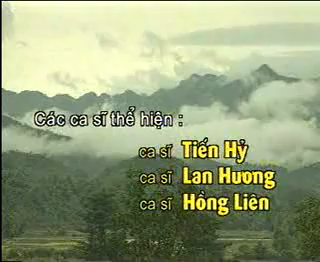 Các ca sĩ thể hiện :
ca sĩ Tiến Hỷ
ca sĩ Lan Hương
ca sĩ Hồng Liên